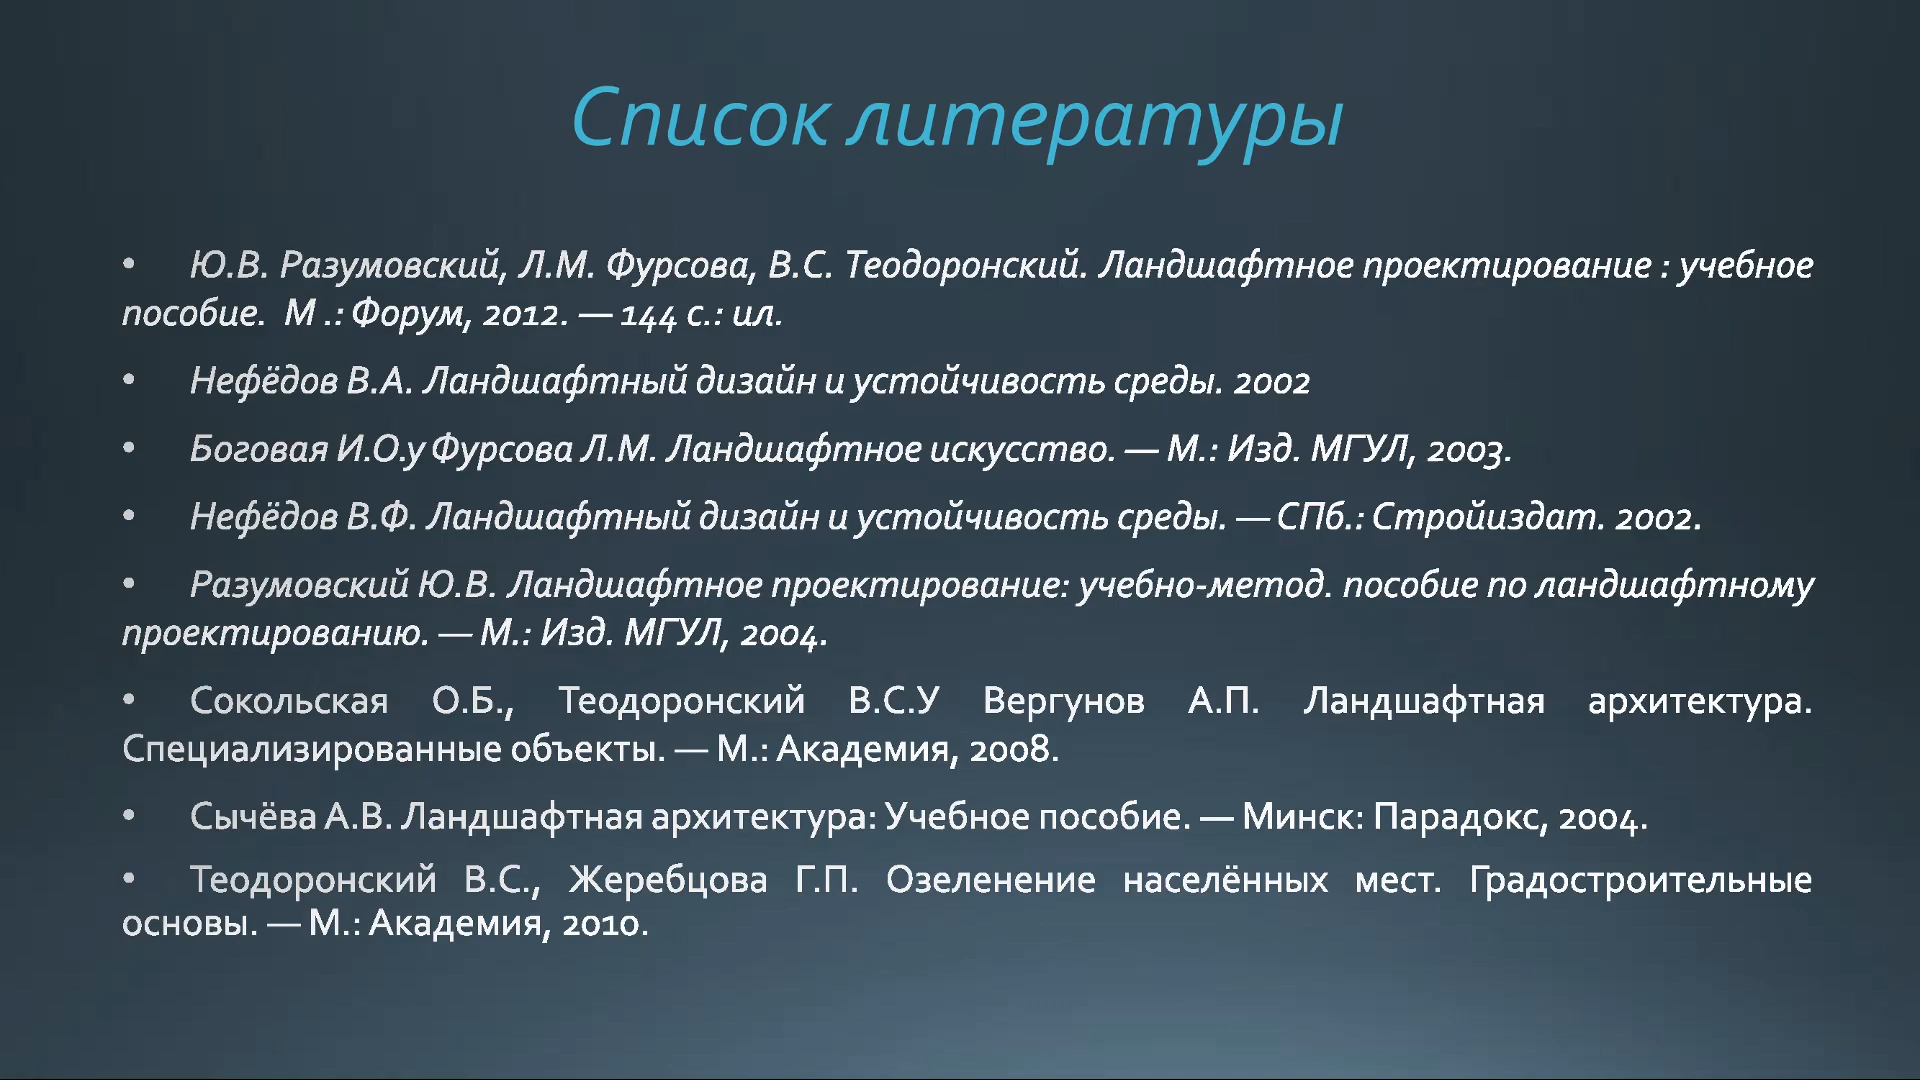 Список литературы
• Ю.В. Разумовский, Л.М. Фурсова, В.С. Теодоронский. Ландшафтное проектирование : учебное
пособие. М .: Форум, 2012. — 144 с.: ил.
• Нефёдов В.А. Ландшафтный дизайн и устойчивость среды. 2002
• Боговая И.О.у Фурсова Л.М. Ландшафтное искусство. — М.: Изд. МГУЛ, 2003.
• Нефёдов В.Ф. Ландшафтный дизайн и устойчивость среды. — СПб.: Стройиздат. 2002.
• Разумовский Ю.В. Ландшафтное проектирование: учебно-метод. пособие по ландшафтному
проектированию. — М.: Изд. МГУЛ, 2004.
• Сокольская О.Б., Теодоронский В.С.У Вергунов А.П. Ландшафтная архитектура.
Специализированные объекты. — М.: Академия, 2008.
• Сычёва А.В. Ландшафтная архитектура: Учебное пособие. — Минск: Парадокс, 2004.
• Теодоронский В.С., Жеребцова Г.П. Озеленение населённых мест. Градостроительные
основы. — М.: Академия, 2010.